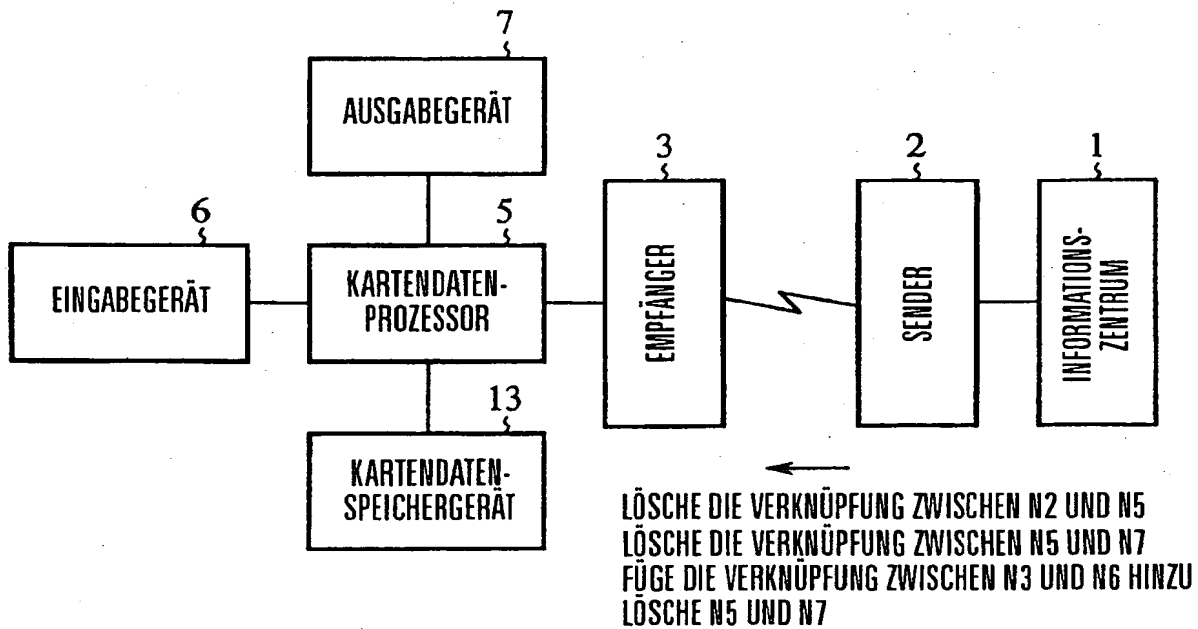 7
AUSGABEGERÄT
6
EINGABEGERÄT
5
KARTENDATEN-
PROZESSOR
13
KARTENDATEN-
SPEICHERGERÄT
3
EMPFÄNGER
2
SENDER
1
INFORMATIONS-
ZENTRUM
LÖSCHE DIE VERKNÜPFUNG ZWISCHEN N2 UND N5
LÖSCHE DIE VERKNÜPFUNG ZWISCHEN N5 UND N7
FÜGE DIE VERKNÜPFUNG ZWISCHEN N3 UND N6 HINZU
LÖSCHE N5 UND N7